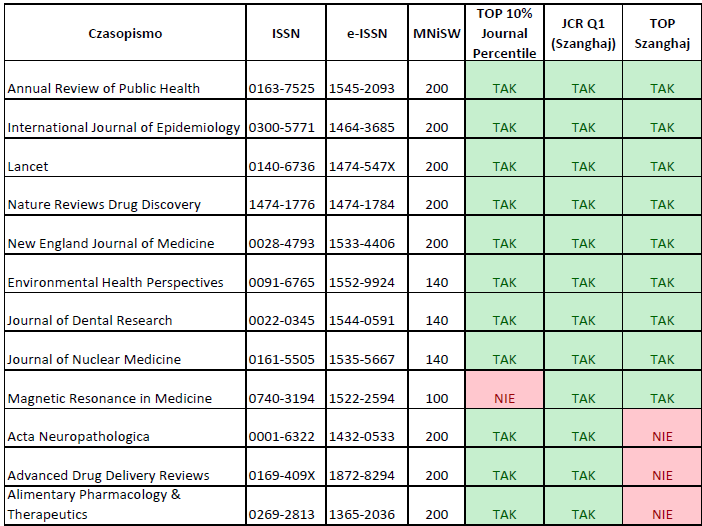 Czasopismo ISSN e-ISSN MNiSW TOP 10% Journal Percentile JCR Q1 (Szanghaj) TOP Szanghaj
Annual Review of Public Health 0163-7525 1545-2093 200 TAK TAK TAK
International Journal of Epidemiology 0300-5771 1464-3685 200 TAK TAK TAK
Lancet 0140-6736 1474-547X 200 TAK TAK TAK
Nature Reviews Drug Discovery 1474-1776 1474-1784 200 TAK TAK TAK
New England Journal of Medicine 0028-4793 1533-4406 200 TAK TAK TAK
Environmental Health Perspectives 0091-6765 1552-9924 140 TAK TAK TAK
Journal of Dental Research 0022-0345 1544-0591 140 TAK TAK TAK
Journal of Nuclear Medicine 0161-5505 1535-5667 140 TAK TAK TAK
Magnetic Resonance in Medicine 0740-3194 1522-2594 100 NIE TAK TAK
Acta Neuropathologica 0001-6322 1432-0533 200 TAK TAK NIE
Advanced Drug Delivery Reviews 0169-409X 1872-8294 200 TAK TAK NIE
Alimentary Pharmacology &
Therapeutics 0269-2813 1365-2036 200 TAK TAK NIE